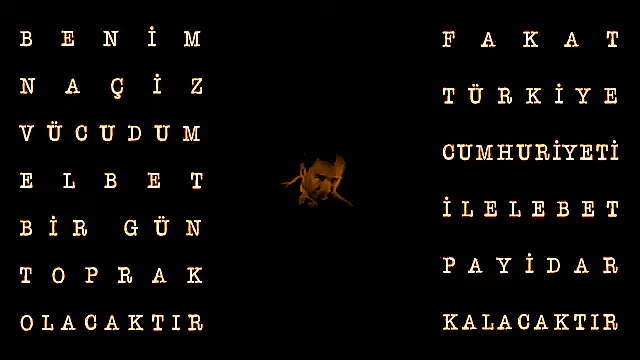 BENİM
NAÇİZ
VÜCUDUM
ELBET
BİR GÜN
TOPRAK
OLACAKTIR
FAKAT
TÜRKİYE
CUMHURİYETİ
İLELEBET
PAYİDAR
KALACAKTIR